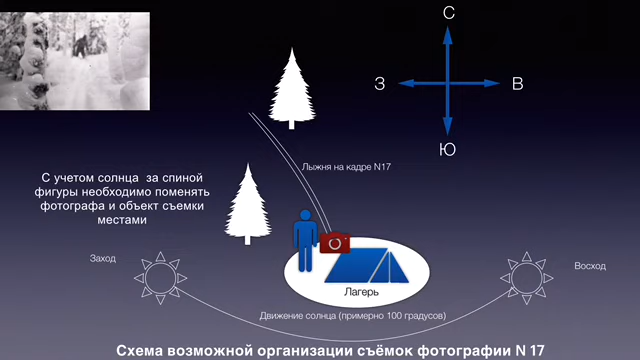 С
З
В
Ю
Лыжня на кадре N17
С учетом солнца за спиной
фигуры необходимо поменять
фотографа и объект съемки
местами
Заход
Восход
Лагерь
Движение солнца (примерно 100 градусов)
Схема возможной организации съёмок фотографии N 17